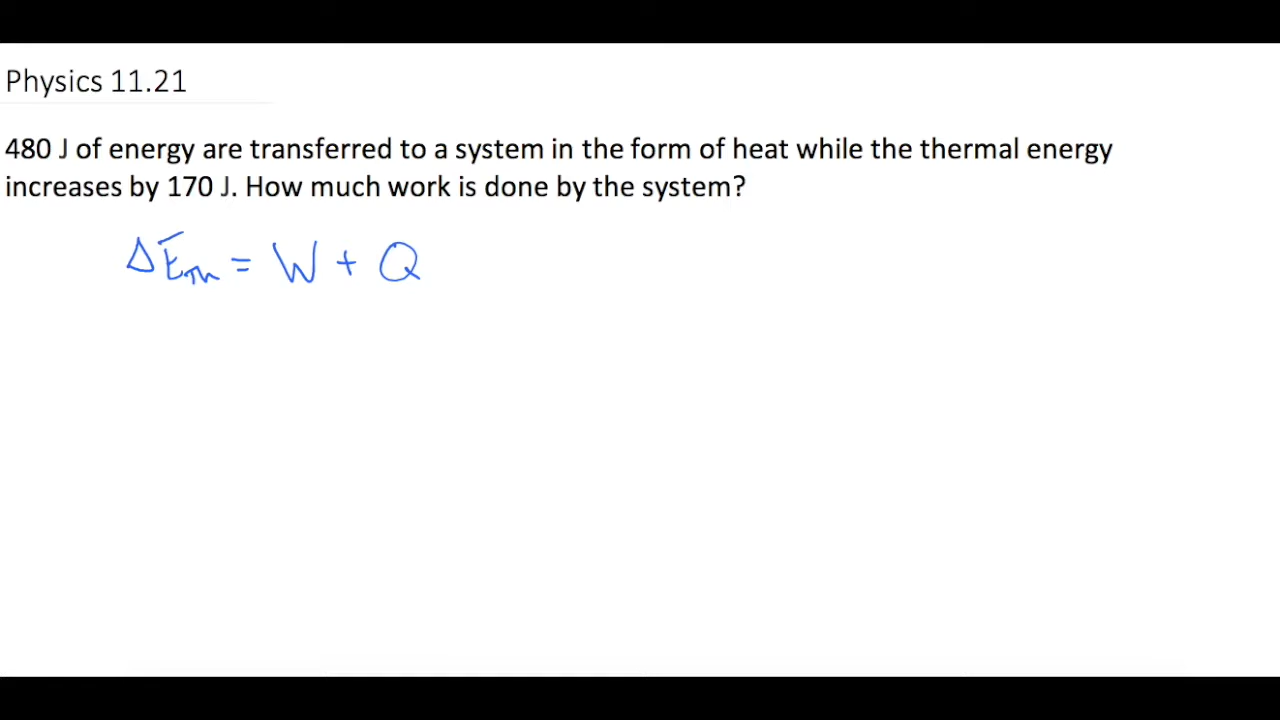 Physics 11.21
480 J of energy are transferred to a system in the form of heat while the thermal energy
increases by 170 J. How much work is done by the system?
ΔE_Th = W + Q